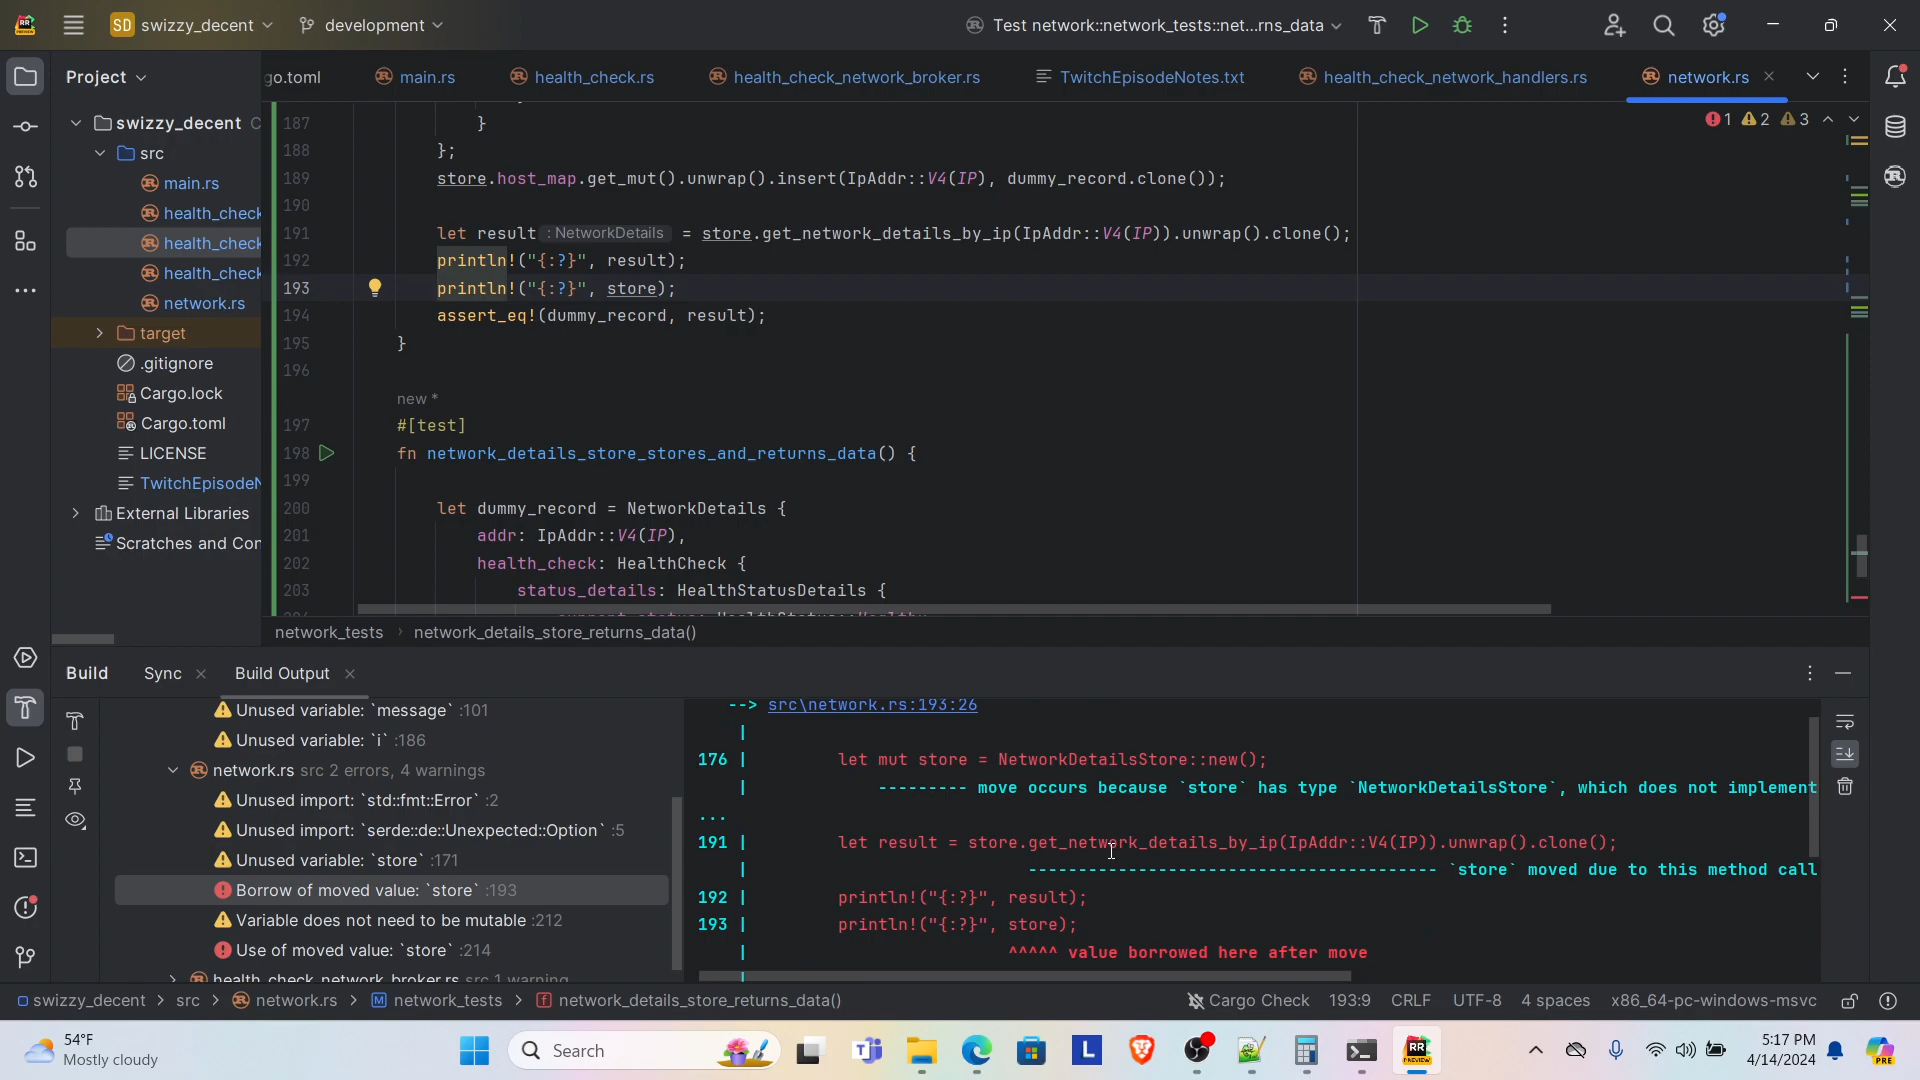 SD swizzy_decent
development
Test network::network_tests::net...rns_data
Project
go.toml
main.rs
health_check.rs
health_check_network_broker.rs
TwitchEpisodeNotes.txt
health_check_network_handlers.rs
network.rs
swizzy_decent
src
main.rs
health_check
health_check
health_check
network.rs
target
.gitignore
Cargo.lock
Cargo.toml
LICENSE
TwitchEpisodeN
External Libraries
Scratches and Con
1 2 3
187 }
188 };
189 store.host_map.get_mut().unwrap().insert(IpAddr::V4(IP), dummy_record.clone());
190
191 let result : NetworkDetails = store.get_network_details_by_ip(IpAddr::V4(IP)).unwrap().clone();
192 println!("{:?}", result);
193 println!("{:?}", store);
194 assert_eq!(dummy_record, result);
195 }
196
new *
197 #[test]
198 fn network_details_store_stores_and_returns_data() {
199
200 let dummy_record = NetworkDetails {
201 addr: IpAddr::V4(IP),
202 health_check: HealthCheck {
203 status_details: HealthStatusDetails {
network_tests › network_details_store_returns_data()
Build
Sync
Build Output
Unused variable: `message` :101
Unused variable: `i` :186
network.rs src 2 errors, 4 warnings
Unused import: `std::fmt::Error` :2
Unused import: `serde::de::Unexpected::Option` :5
Unused variable: `store` :171
Borrow of moved value: `store` :193
Variable does not need to be mutable :212
Use of moved value: `store` :214
health_check_network_broker.rs src 1 warning
--> src\network.rs:193:26
|
176 | let mut store = NetworkDetailsStore::new();
| --------- move occurs because `store` has type `NetworkDetailsStore`, which does not implement
...
191 | let result = store.get_network_details_by_ip(IpAddr::V4(IP)).unwrap().clone();
| ------------------------------------- `store` moved due to this method call
192 | println!("{:?}", result);
193 | println!("{:?}", store);
| ^^^^^ value borrowed here after move
|
swizzy_decent › src › network.rs › network_tests › network_details_store_returns_data()
Cargo Check 193:9 CRLF UTF-8 4 spaces x86_64-pc-windows-msvc
54°F
Mostly cloudy
Search
5:17 PM
4/14/2024